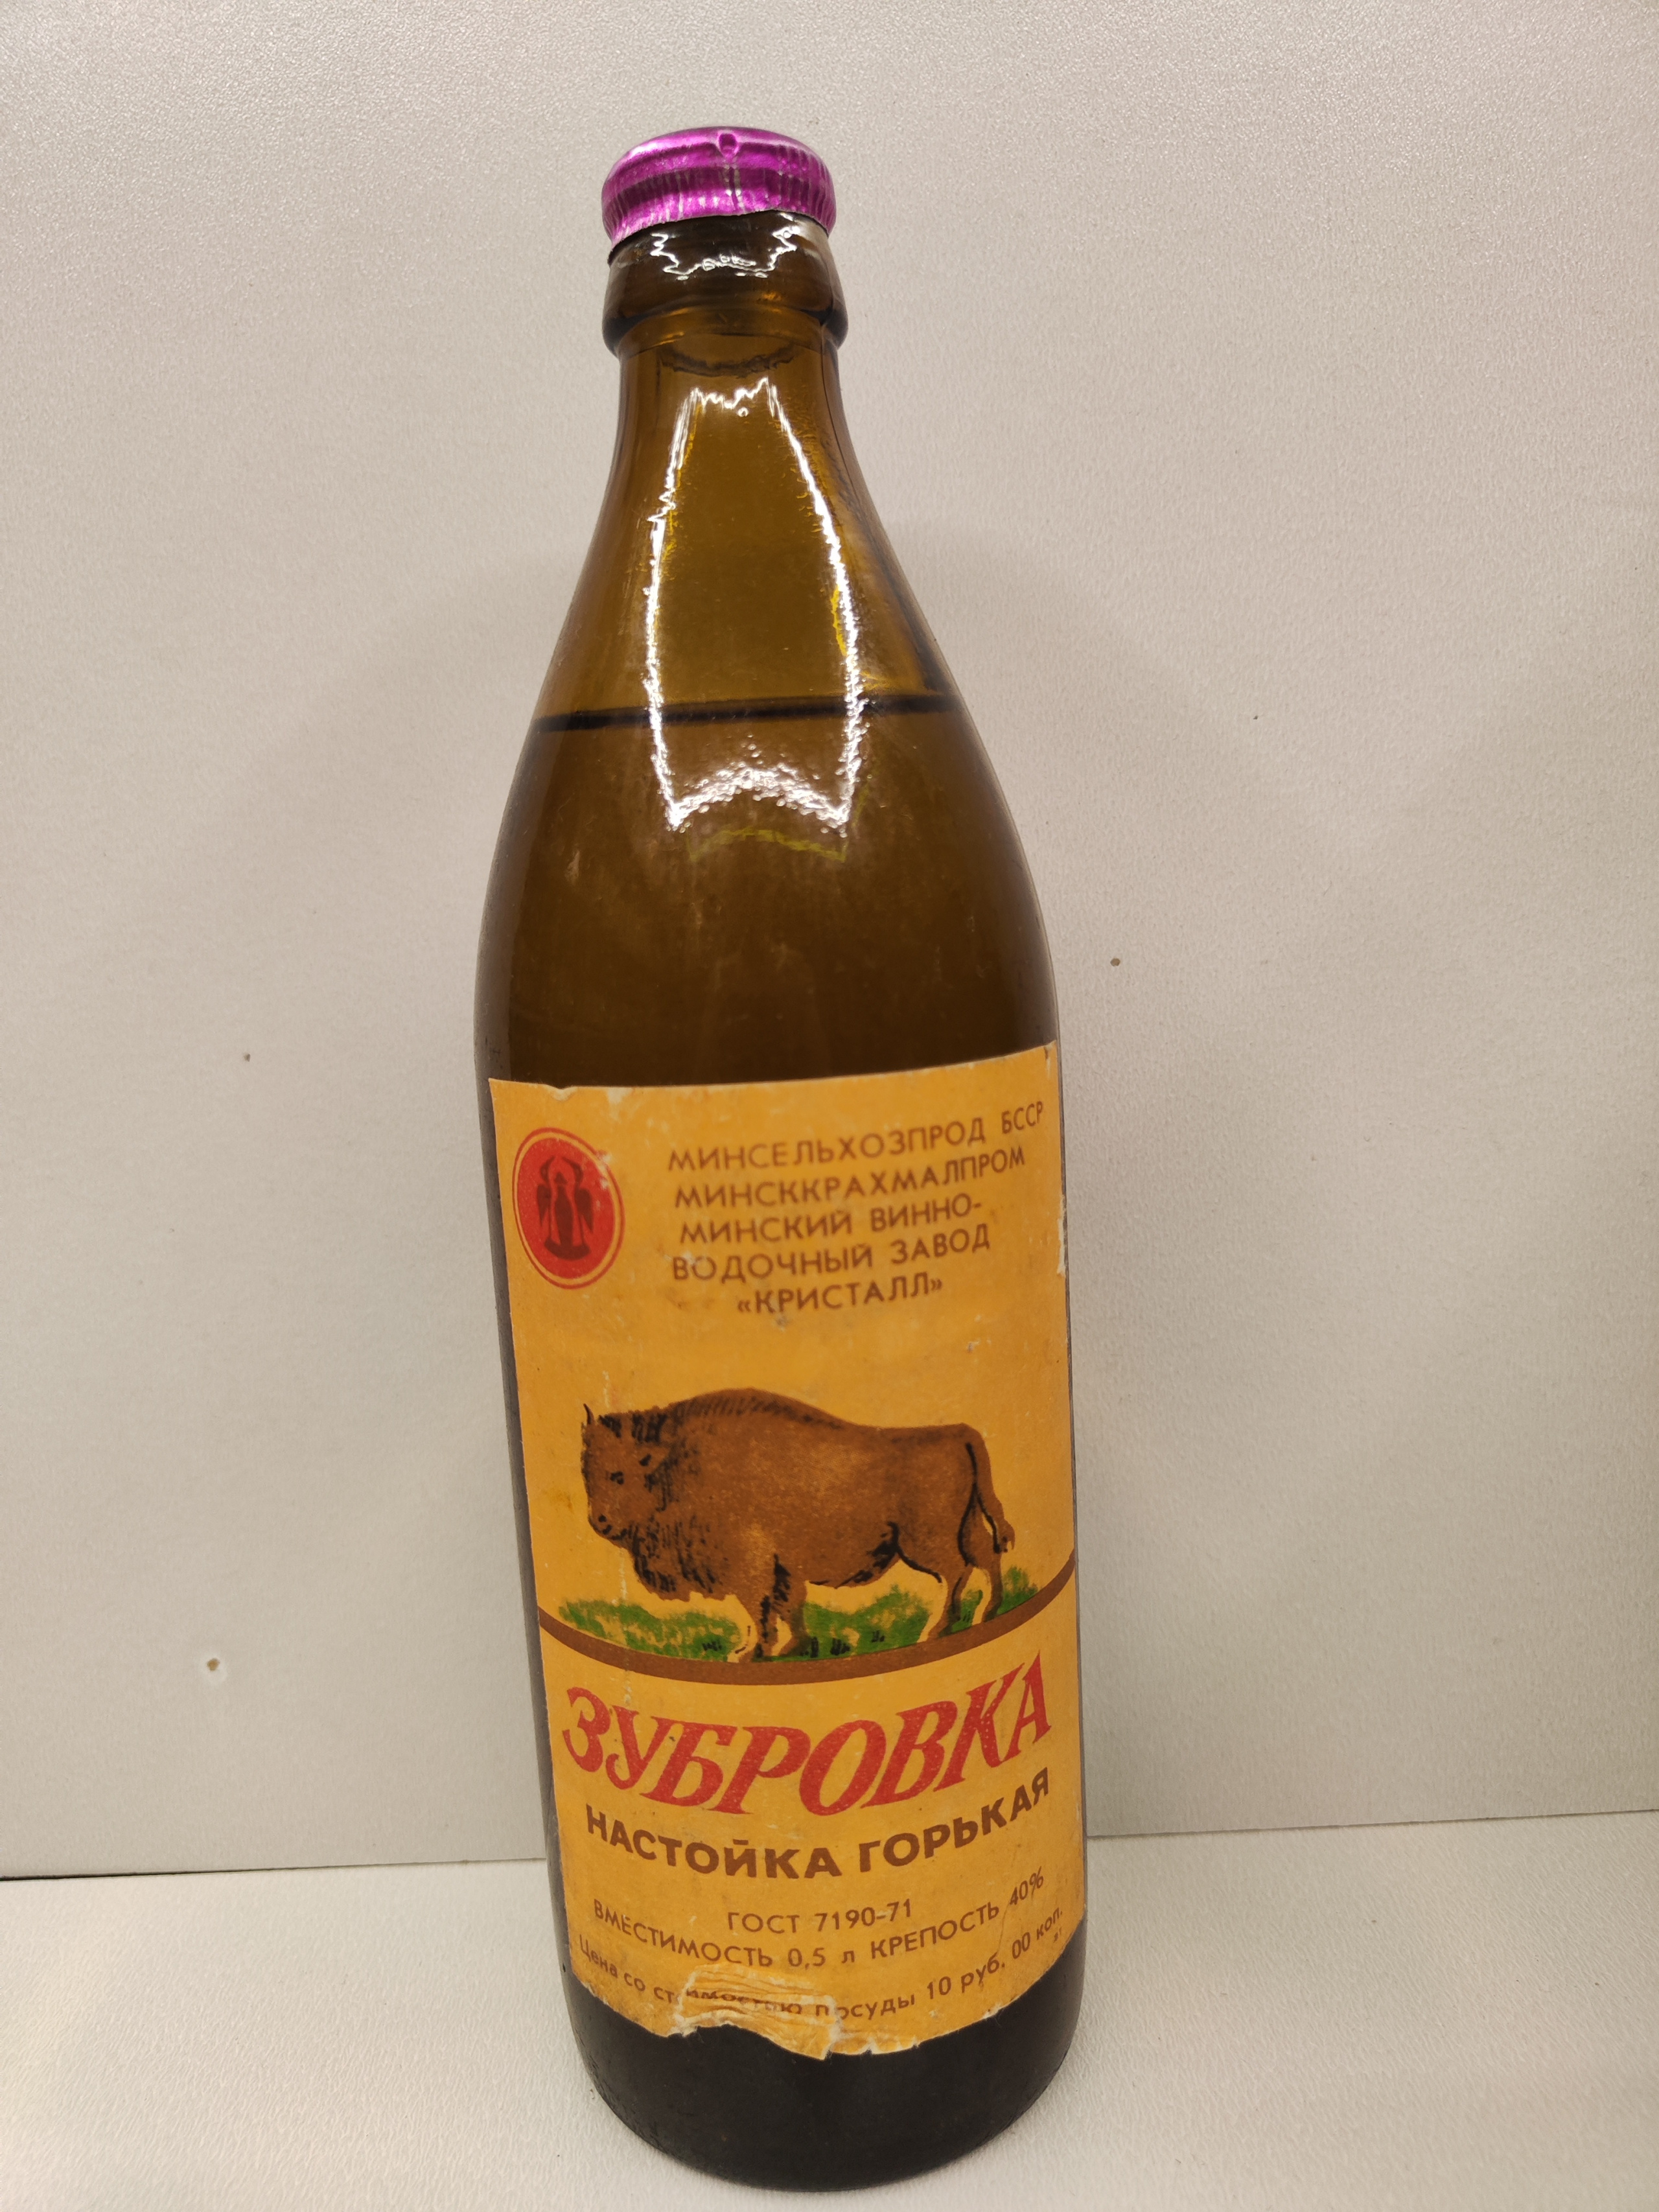 МИНСЕЛЬХОЗПРОД БССР
МИНСККРАХМАЛПРОМ
МИНСКИЙ ВИННО-
ВОДОЧНЫЙ ЗАВОД
«КРИСТАЛЛ»
ЗУБРОВКА
НАСТОЙКА ГОРЬКАЯ
ГОСТ 7190-71
ВМЕСТИМОСТЬ 0,5 л КРЕПОСТЬ 40%
Цена со стоимостью посуды 10 руб. 00 коп.